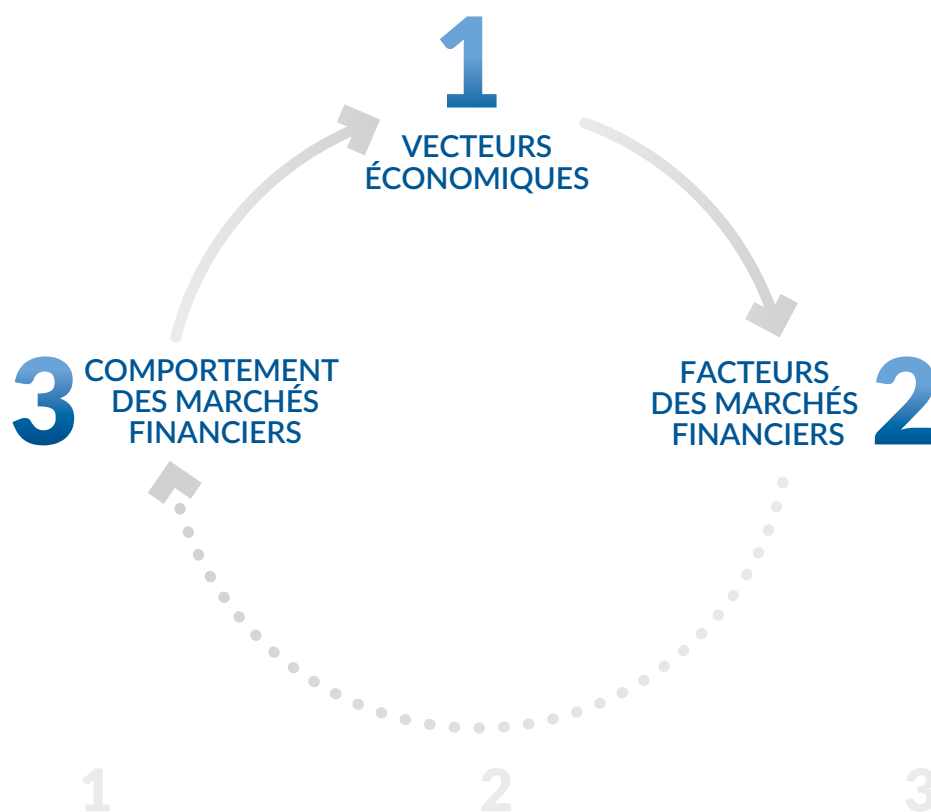 1
VECTEURS
ÉCONOMIQUES
3
COMPORTEMENT
DES MARCHÉS
FINANCIERS
FACTEURS
DES MARCHÉS
FINANCIERS
2
1
2
3